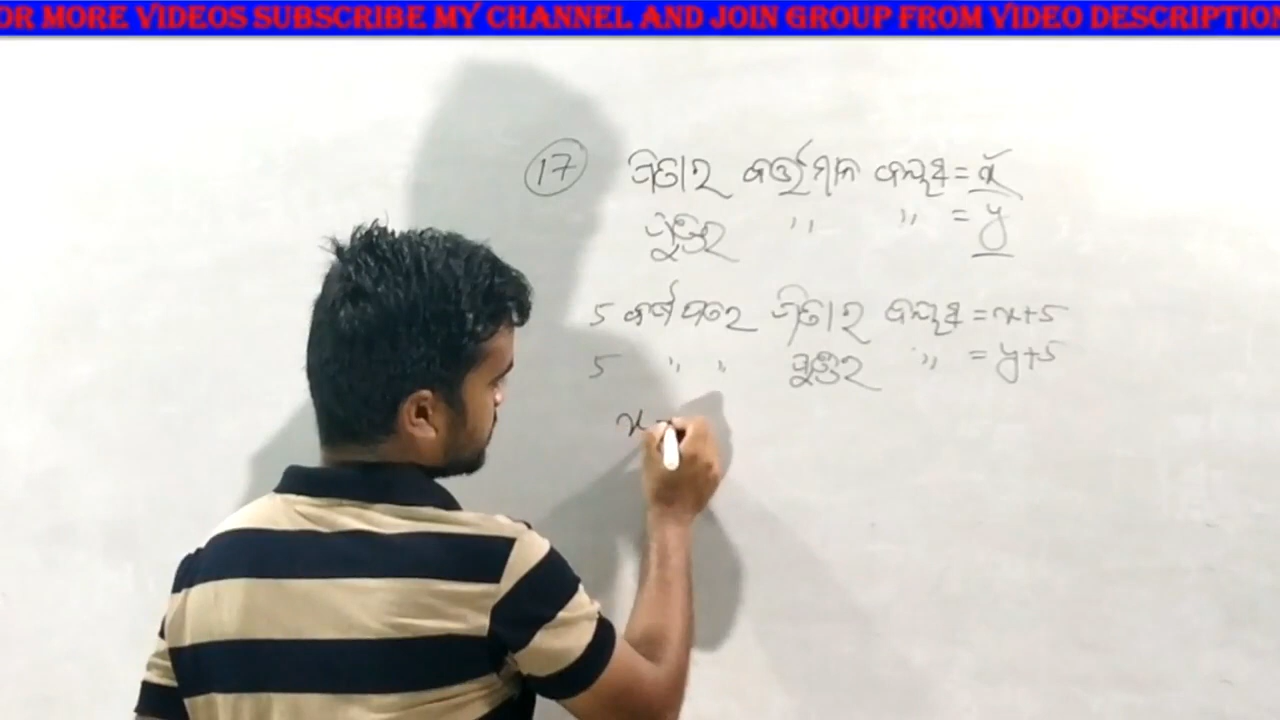 OR MORE VIDEOS SUBSCRIBE MY CHANNEL AND JOIN GROUP FROM VIDEO DESCRIPTION
17 ପିତାର ବର୍ତ୍ତମାନ ବୟସ = x
ପୁତ୍ରର " " = y
5 ବର୍ଷ ପରେ ପିତାର ବୟସ = x+5
5 " " ପୁତ୍ରର " = y+5
x